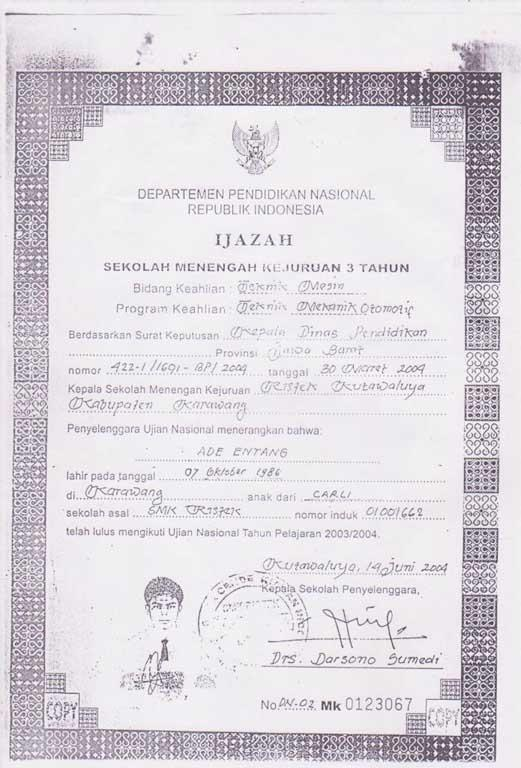 DEPARTEMEN PENDIDIKAN NASIONAL
REPUBLIK INDONESIA
IJAZAH
SEKOLAH MENENGAH KEJURUAN 3 TAHUN
Bidang Keahlian : Teknik Mesin
Program Keahlian : Teknik Mekanik Otomotif
Berdasarkan Surat Keputusan Kepala Dinas Pendidikan
Provinsi Jawa Barat
nomor 422-1/1691-BP/2004 tanggal 30 Maret 2004
Kepala Sekolah Menengan Kejuruan Ristek Kutawaluya
Kabupaten Karawang
Penyelenggara Ujian Nasional menerangkan bahwa:
ADE ENTANG
lahir pada tanggal 07 Oktober 1986
di Karawang anak dari CARLI
sekolah asal SMK Ristek nomor induk 01001662
telah lulus mengikuti Ujian Nasional Tahun Pelajaran 2003/2004.
Kutawaluya, 14 Juni 2004
Kepala Sekolah Penyelenggara,
Drs. Darsono Sumedi
No. DN-02 Mk 0123067
COPY COPY